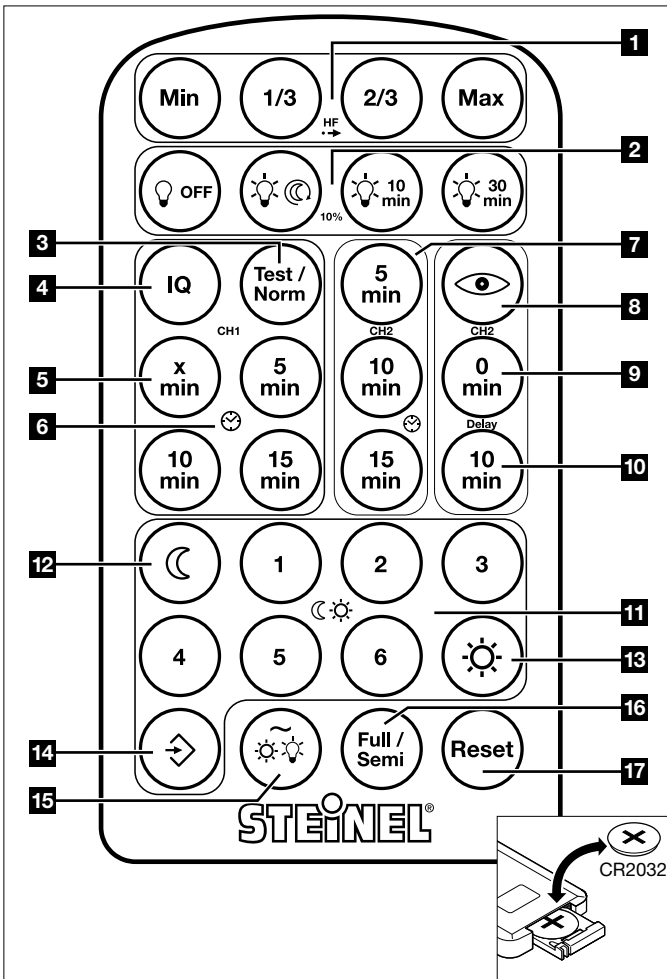 1
Min 1/3 2/3 Max
HF
2
OFF 10 min 30 min
10%
3
7
4
IQ Test / Norm 5 min
8
CH1 CH2 CH2
5
x min 5 min 10 min 0 min
9
6
Delay
10 min 15 min 15 min 10 min
10
12
1 2 3
11
4 5 6
13
16
14
Full / Semi Reset
15
17
STEINEL®
CR2032